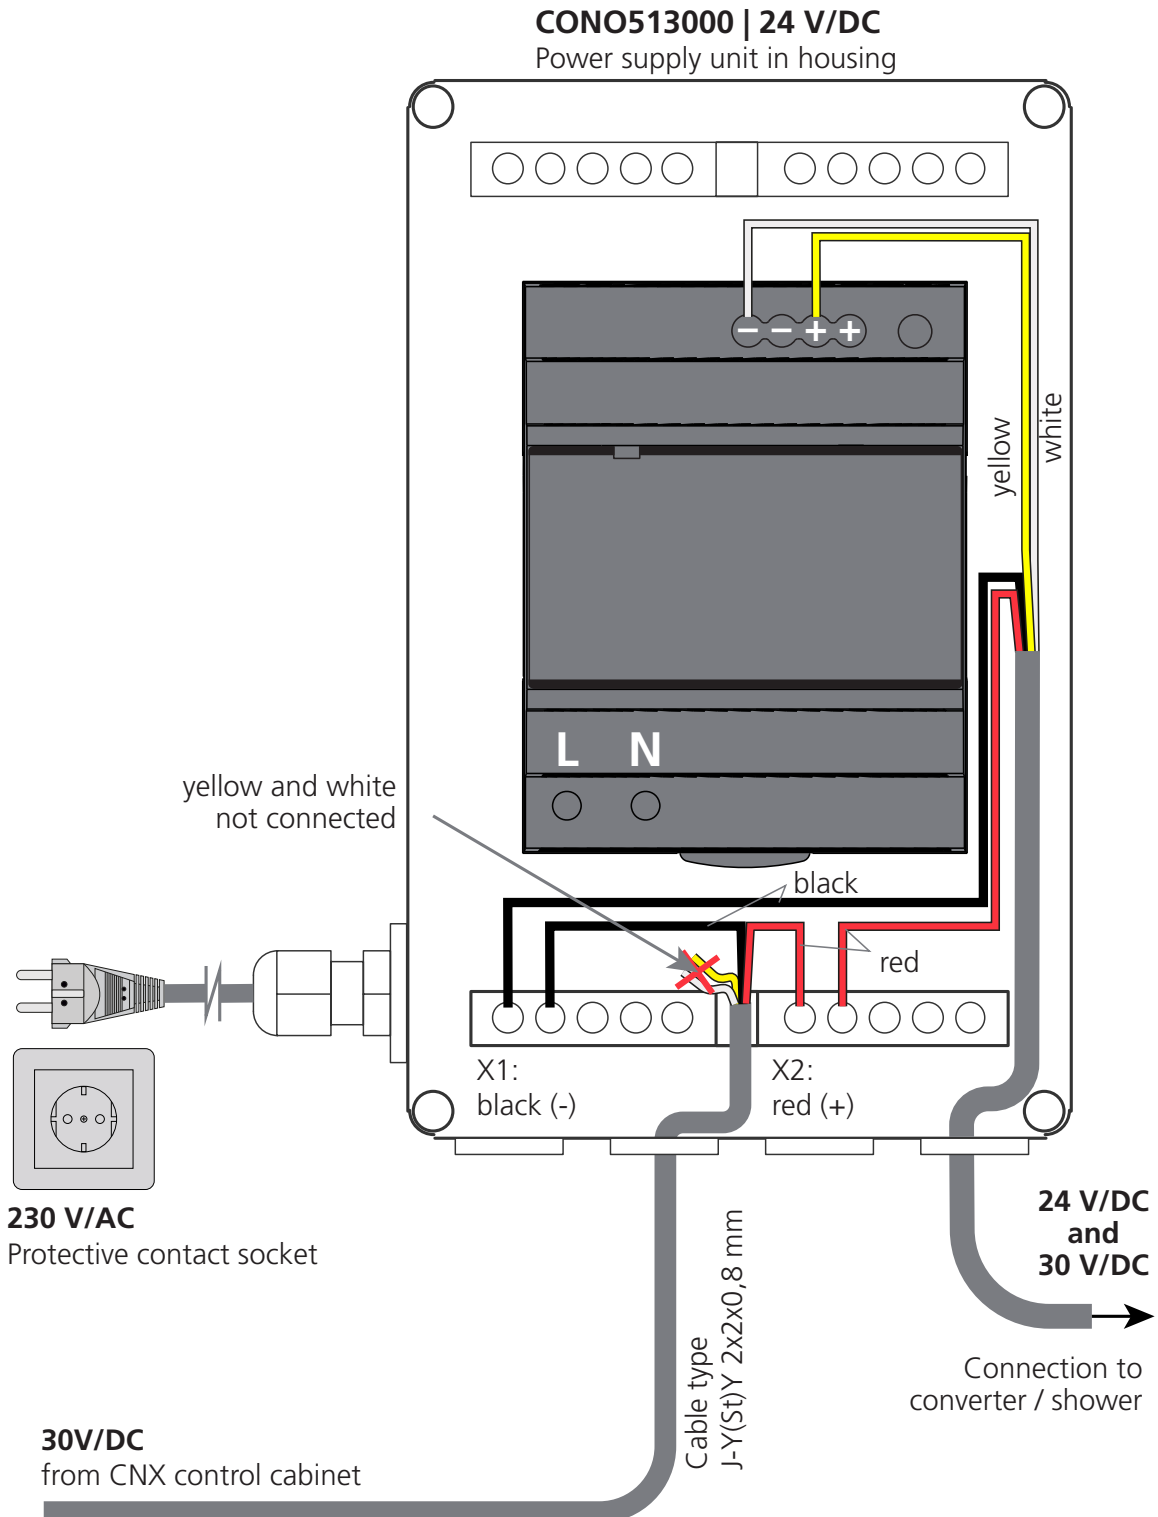 CONO513000 | 24 V/DC
Power supply unit in housing
− − + +
yellow
white
L N
yellow and white
not connected
black
red
X1:
black (-)
X2:
red (+)
230 V/AC
Protective contact socket
24 V/DC
and
30 V/DC
Cable type
J-Y(St)Y 2x2x0,8 mm
Connection to
converter / shower
30V/DC
from CNX control cabinet